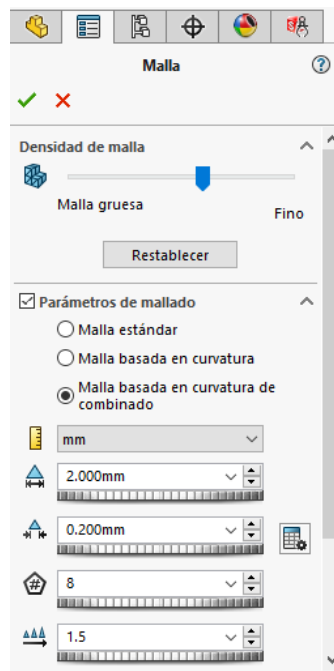 Malla
Densidad de malla
Malla gruesa
Fino
Restablecer
Parámetros de mallado
Malla estándar
Malla basada en curvatura
Malla basada en curvatura de
combinado
mm
2.000mm
0.200mm
8
1.5